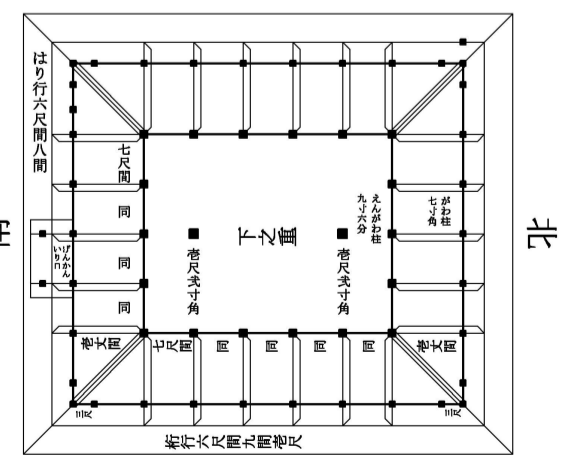 はり行六尺間八間
七尺間
同
同
同
げんかん
いり口
下之重
壱尺弐寸角
壱尺弐寸角
えんがわ柱
九寸六分
がわ柱
七寸角
北
南
壱丈間
七尺間
同
同
同
同
壱丈間
三尺
三尺
桁行六尺間九間壱尺